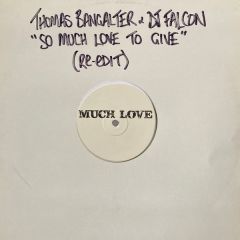 THOMAS BANGALTER & DJ FALCON
"SO MUCH LOVE TO GIVE"
(RE-EDIT)
MUCH LOVE